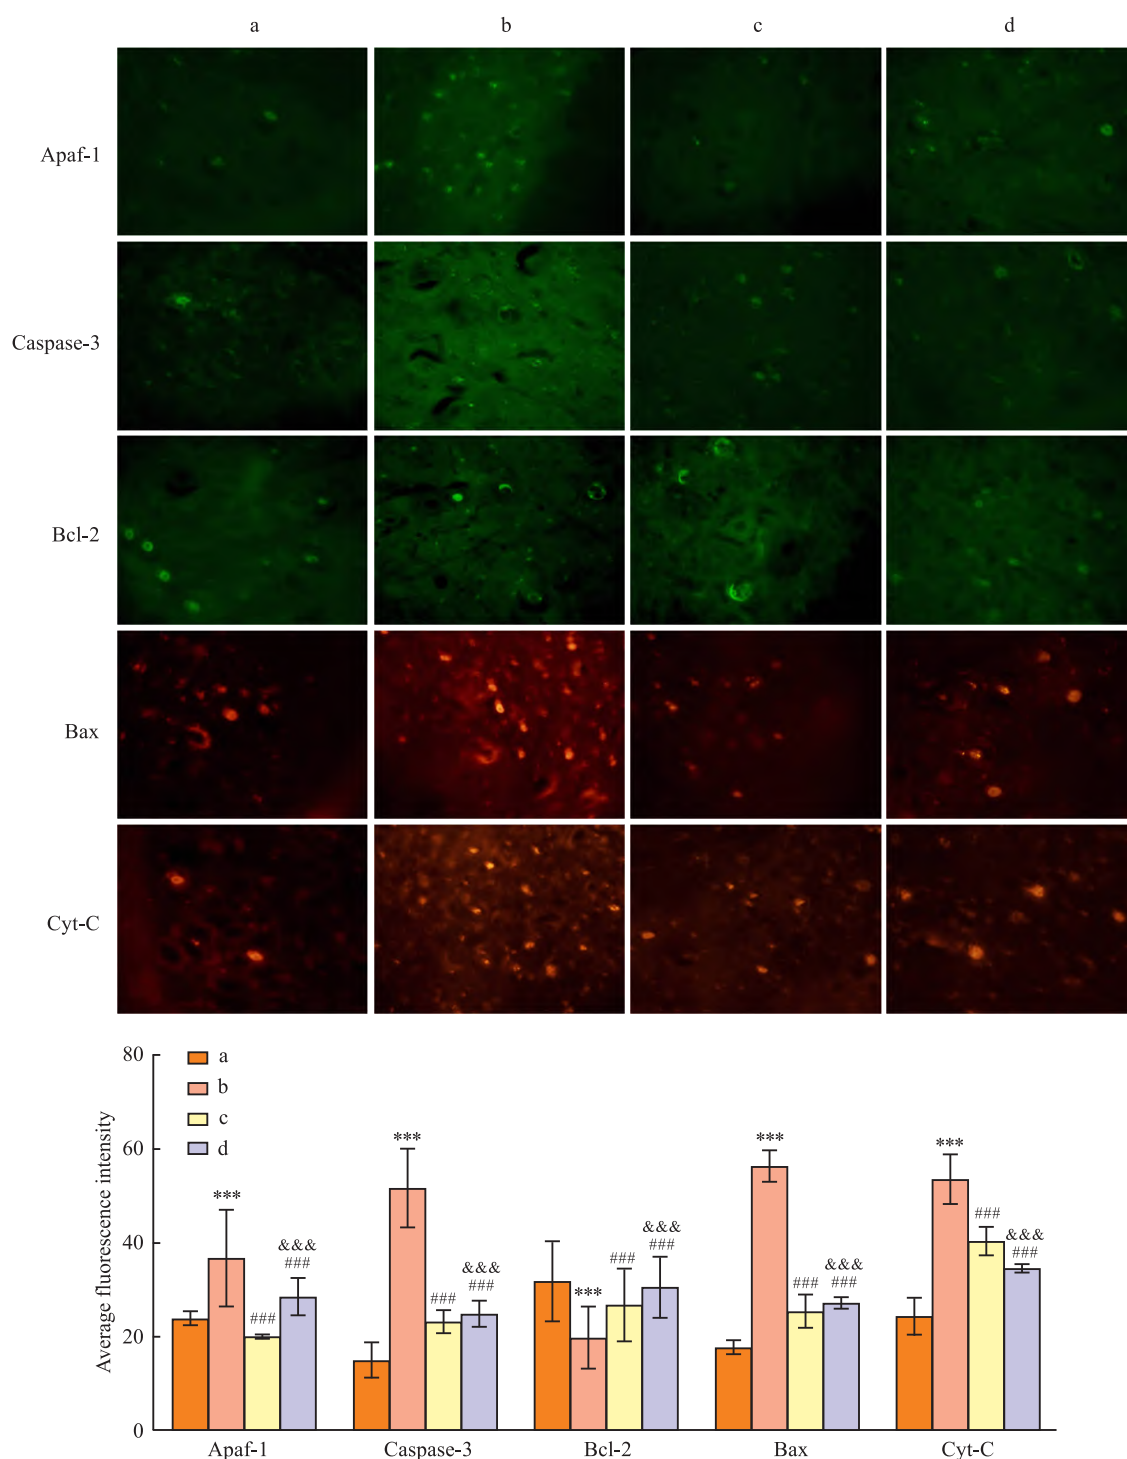 a b c d
Apaf-1
Caspase-3
Bcl-2
Bax
Cyt-C
Average fluorescence intensity
80
60
40
20
0
a
b
c
d
***
###
&&&
###
***
###
&&&
###
***
###
&&&
###
***
###
&&&
###
***
###
&&&
###
Apaf-1 Caspase-3 Bcl-2 Bax Cyt-C